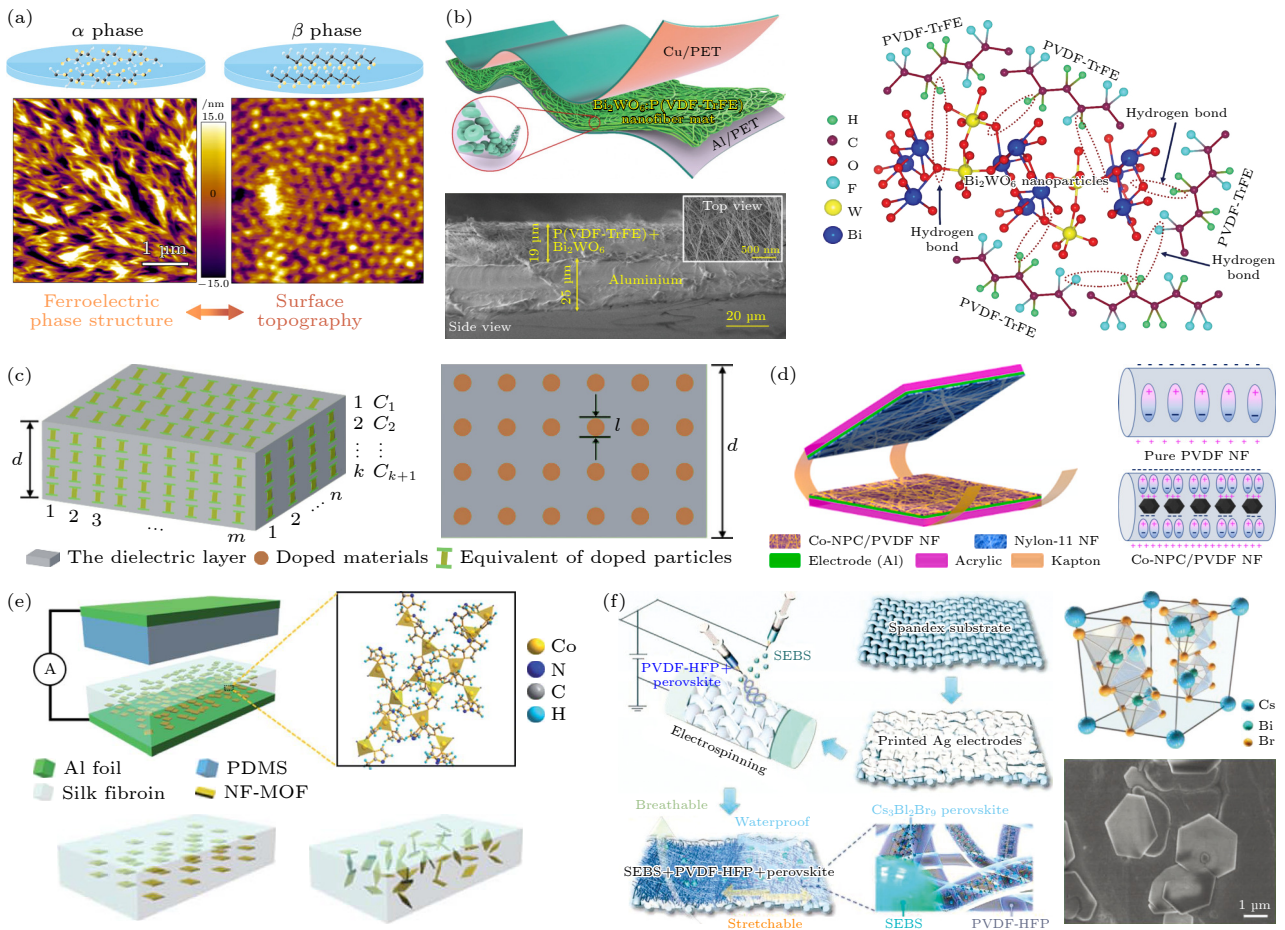 (a)
α phase
β phase
/nm
15.0
0
−15.0
1 μm
Ferroelectric
phase structure
Surface
topography
(b)
Cu/PET
Bi2WO6:P(VDF-TrFE)
nanofiber mat
Al/PET
Top view
500 nm
19 μm
P(VDF-TrFE)+
Bi2WO6
25 μm
Aluminium
Side view
20 μm
H
C
O
F
W
Bi
PVDF-TrFE
PVDF-TrFE
Hydrogen bond
Bi2WO6 nanoparticles
PVDF-TrFE
Hydrogen
bond
Hydrogen
bond
PVDF-TrFE
(c)
d
1 C1
2 C2
⋮ ⋮
k Ck+1
1 2 3 ... m
1 2 ... n
l
d
The dielectric layer
Doped materials
Equivalent of doped particles
(d)
Co-NPC/PVDF NF
Nylon-11 NF
Electrode (Al)
Acrylic
Kapton
Pure PVDF NF
Co-NPC/PVDF NF
(e)
A
Co
N
C
H
Al foil
PDMS
Silk fibroin
NF-MOF
(f)
SEBS
PVDF-HFP+
perovskite
Electrospinning
Spandex substrate
Printed Ag electrodes
Cs
Bi
Br
Breathable
Waterproof
SEBS+PVDF-HFP+perovskite
Stretchable
Cs3Bl2Br9 perovskite
SEBS
PVDF-HFP
1 μm